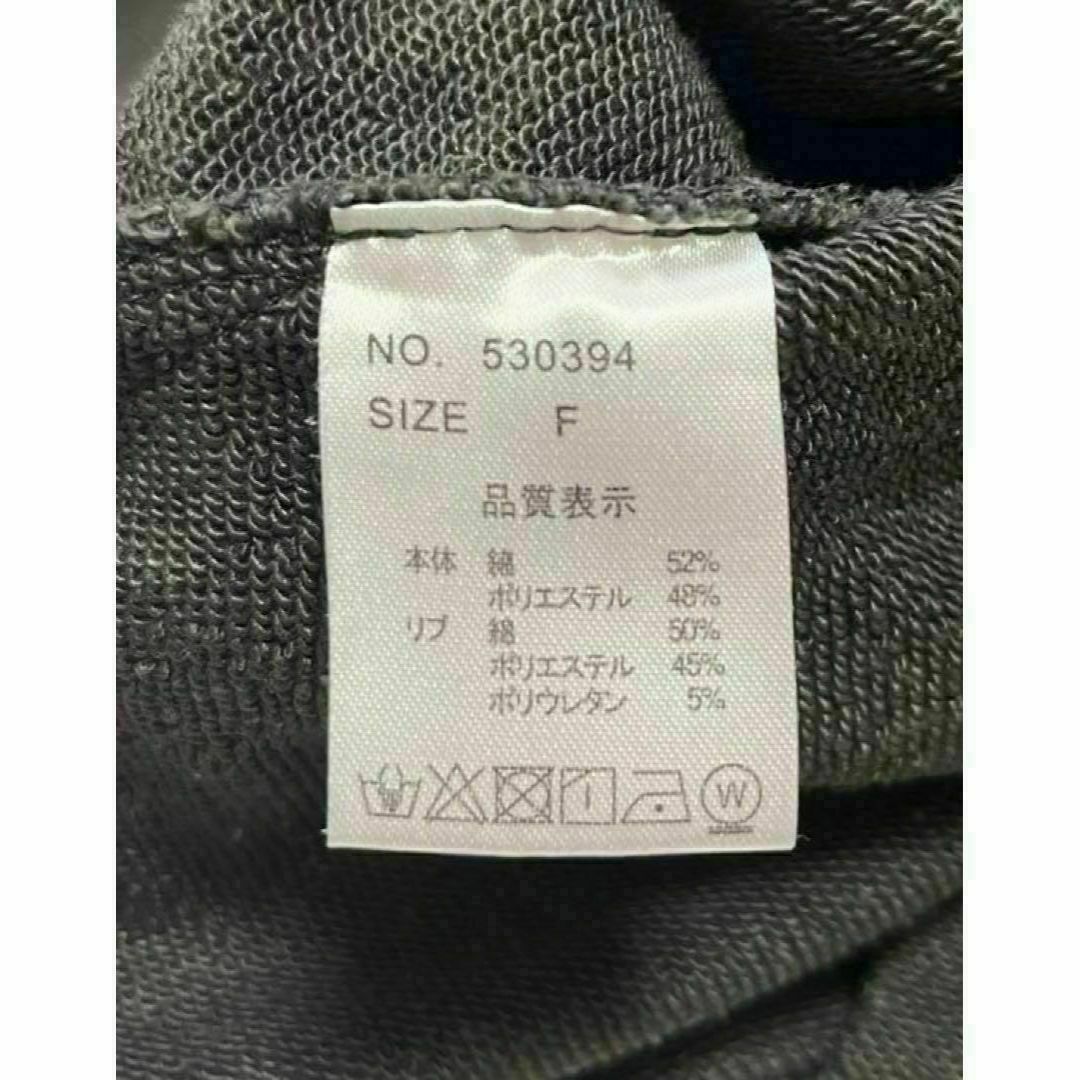 NO. 530394
SIZE F
品質表示
本体 綿 52%
ポリエステル 48%
リブ 綿 50%
ポリエステル 45%
ポリウレタン 5%
W